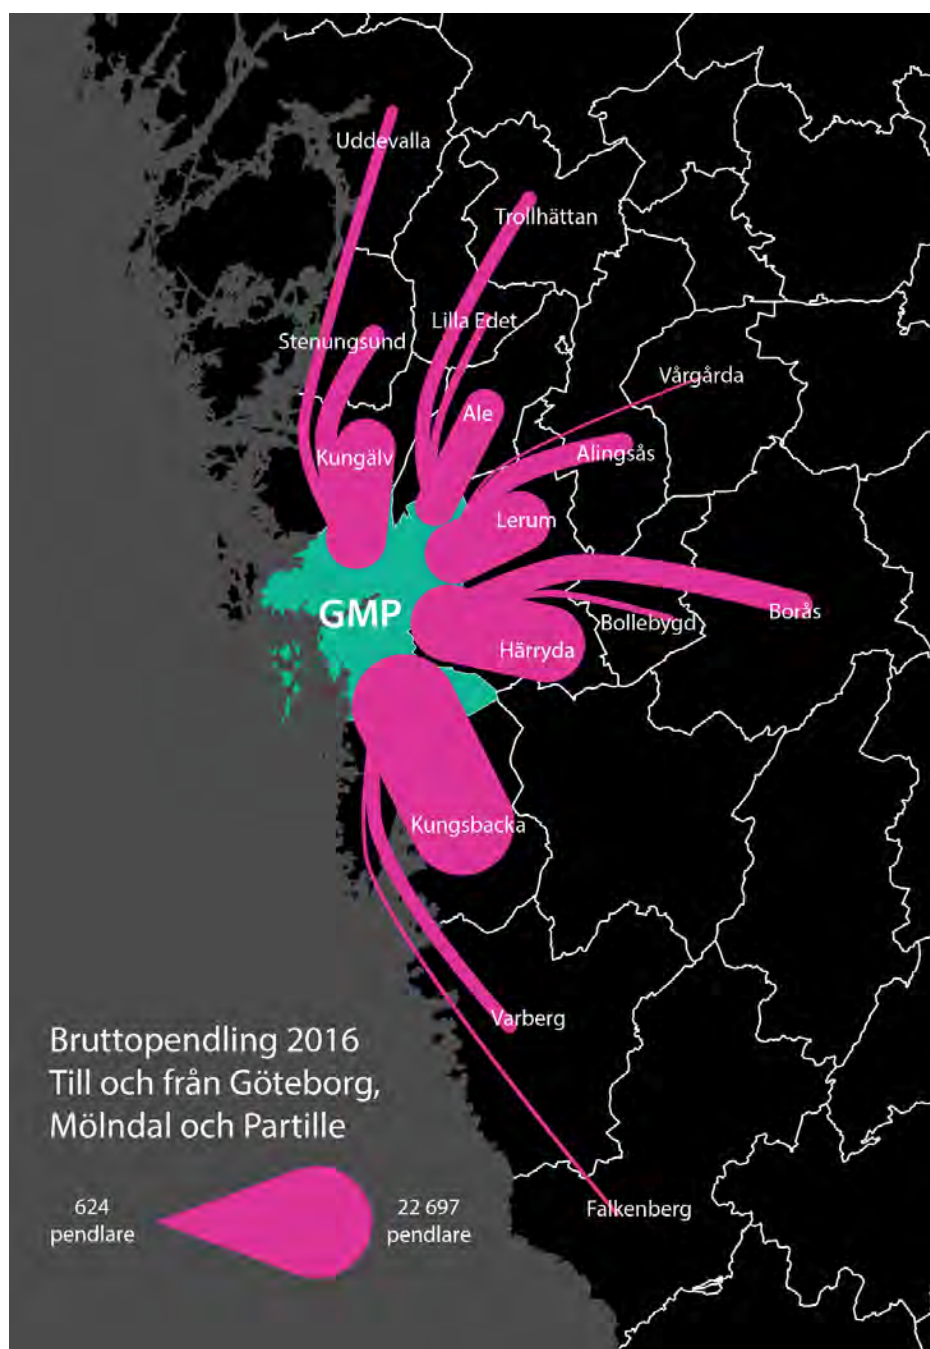 Uddevalla
Trollhättan
Lilla Edet
Stenungsund
Vårgårda
Ale
Alingsås
Kungälv
Lerum
GMP
Borås
Bollebygd
Härryda
Kungsbacka
Varberg
Bruttopendling 2016
Till och från Göteborg,
Mölndal och Partille
624
pendlare
22 697
pendlare
Falkenberg